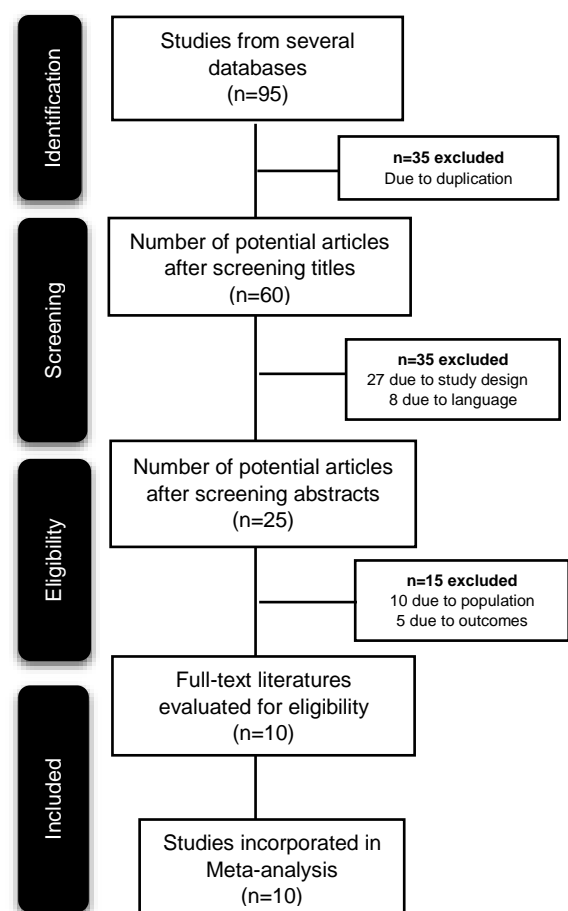 Identification
Studies from several
databases
(n=95)
n=35 excluded
Due to duplication
Screening
Number of potential articles
after screening titles
(n=60)
n=35 excluded
27 due to study design
8 due to language
Eligibility
Number of potential articles
after screening abstracts
(n=25)
n=15 excluded
10 due to population
5 due to outcomes
Included
Full-text literatures
evaluated for eligibility
(n=10)
Studies incorporated in
Meta-analysis
(n=10)